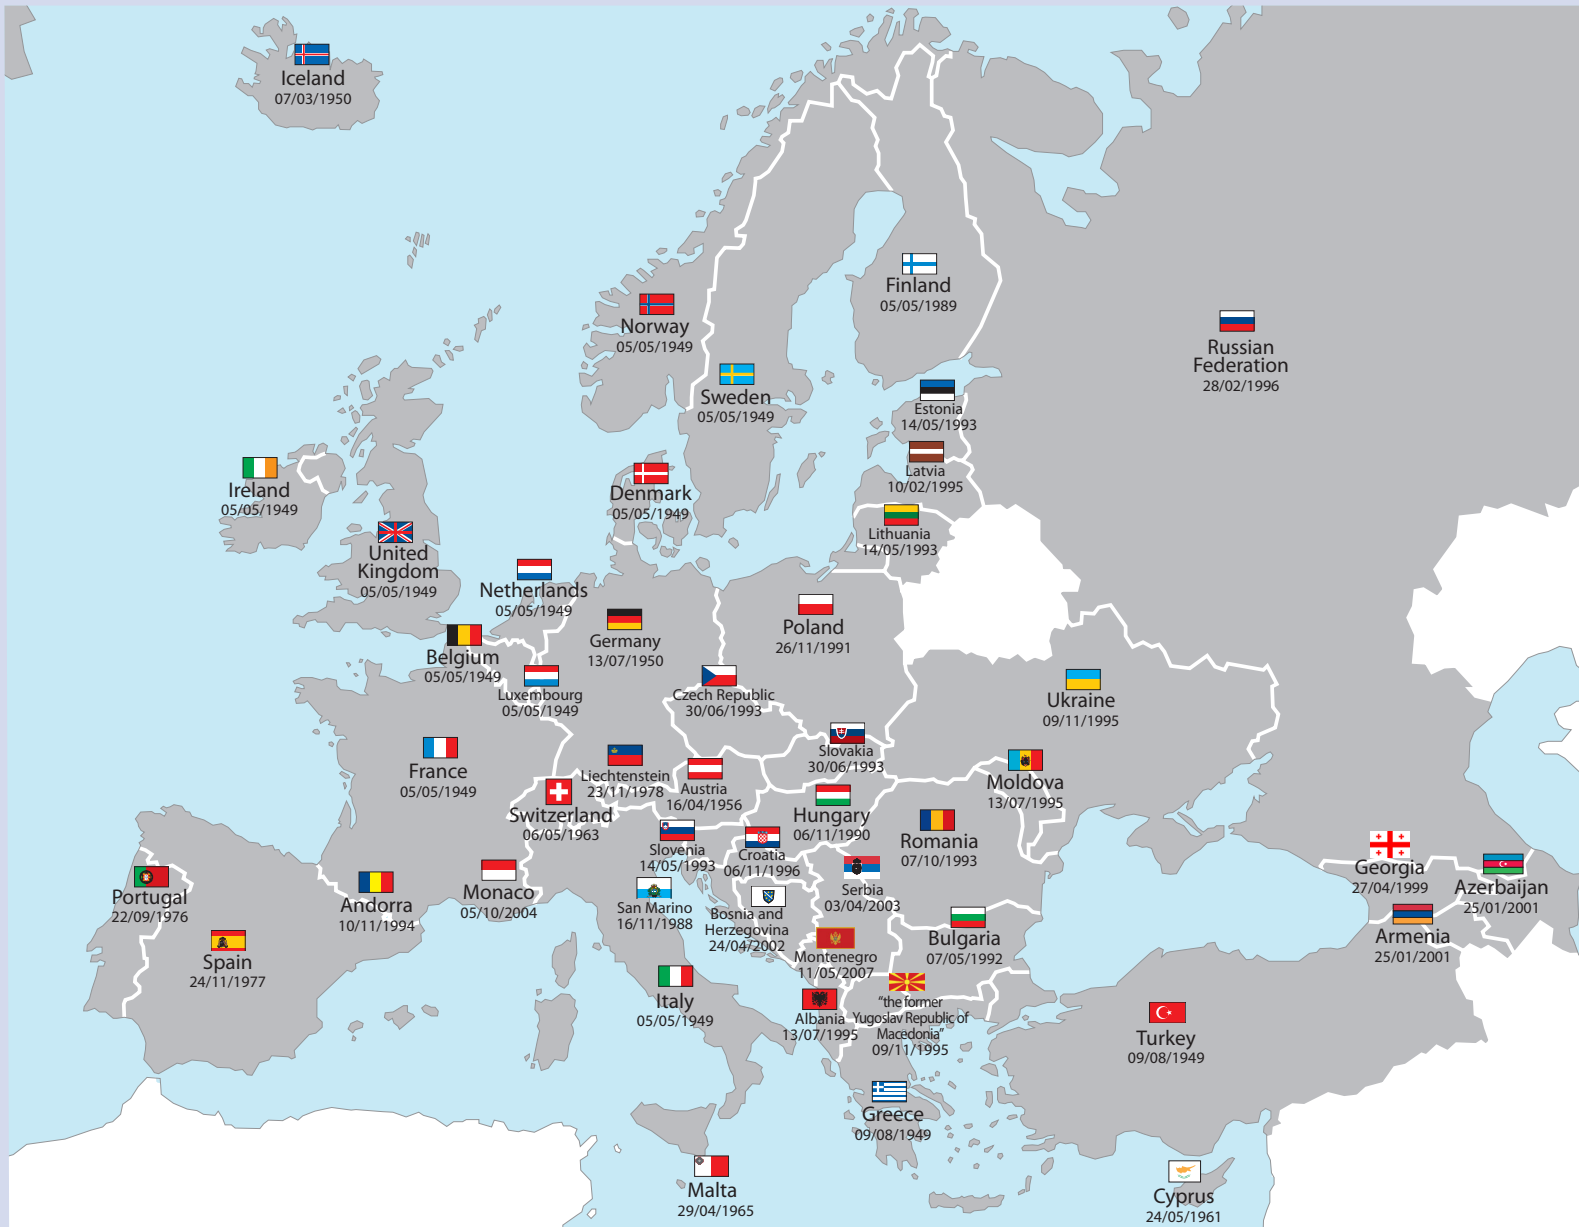 Iceland
07/03/1950
Finland
05/05/1989
Norway
05/05/1949
Russian
Federation
28/02/1996
Sweden
05/05/1949
Estonia
14/05/1993
Latvia
10/02/1995
Ireland
05/05/1949
Denmark
05/05/1949
Lithuania
14/05/1993
United
Kingdom
05/05/1949
Netherlands
05/05/1949
Germany
13/07/1950
Poland
26/11/1991
Belgium
05/05/1949
Luxembourg
05/05/1949
Czech Republic
30/06/1993
Ukraine
09/11/1995
Slovakia
30/06/1993
France
05/05/1949
Liechtenstein
23/11/1978
Austria
16/04/1956
Moldova
13/07/1995
Switzerland
06/05/1963
Hungary
06/11/1990
Romania
07/10/1993
Slovenia
14/05/1993
Croatia
06/11/1996
Georgia
27/04/1999
Azerbaijan
25/01/2001
Portugal
22/09/1976
Andorra
10/11/1994
Monaco
05/10/2004
San Marino
16/11/1988
Bosnia and
Herzegovina
24/04/2002
Serbia
03/04/2003
Bulgaria
07/05/1992
Armenia
25/01/2001
Spain
24/11/1977
Montenegro
11/05/2007
Italy
05/05/1949
Albania
13/07/1995
“the former
Yugoslav Republic of
Macedonia”
09/11/1995
Turkey
09/08/1949
Greece
09/08/1949
Malta
29/04/1965
Cyprus
24/05/1961